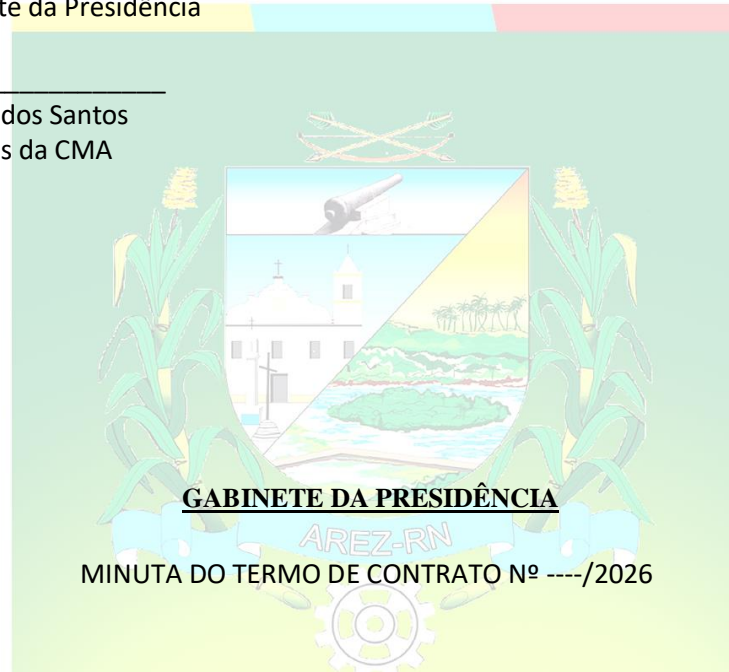 te da Presidência
____________
dos Santos
s da CMA
GABINETE DA PRESIDÊNCIA
AREZ-RN
MINUTA DO TERMO DE CONTRATO Nº ----/2026